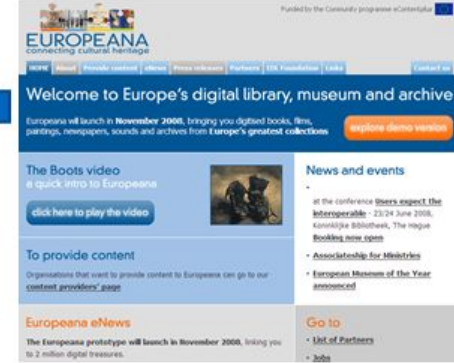 Funded by the Community programme eContentplus
EUROPEANA
connecting cultural heritage
HOME About Provide content eNews Press releases Partners EDL Foundation Links Contact us
Welcome to Europe's digital library, museum and archive
Europeana will launch in November 2008, bringing you digitised books, films,
paintings, newspapers, sounds and archives from Europe's greatest collections
explore demo version
The Boots video
a quick intro to Europeana
click here to play the video
To provide content
Organisations that want to provide content to Europeana can go to our
content providers' page
Europeana eNews
The Europeana prototype will launch in November 2008, linking you
to 2 million digital treasures.
News and events
at the conference Users expect the
interoperable - 23/24 June 2008,
Koninklijke Bibliotheek, The Hague
Booking now open
Associateship for Ministries
European Museum of the Year
announced
Go to
List of Partners
Jobs